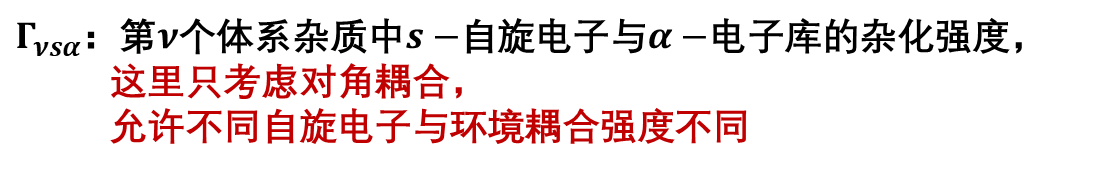 Γνsα：第ν个体系杂质中s－自旋电子与α－电子库的杂化强度，
这里只考虑对角耦合，
允许不同自旋电子与环境耦合强度不同